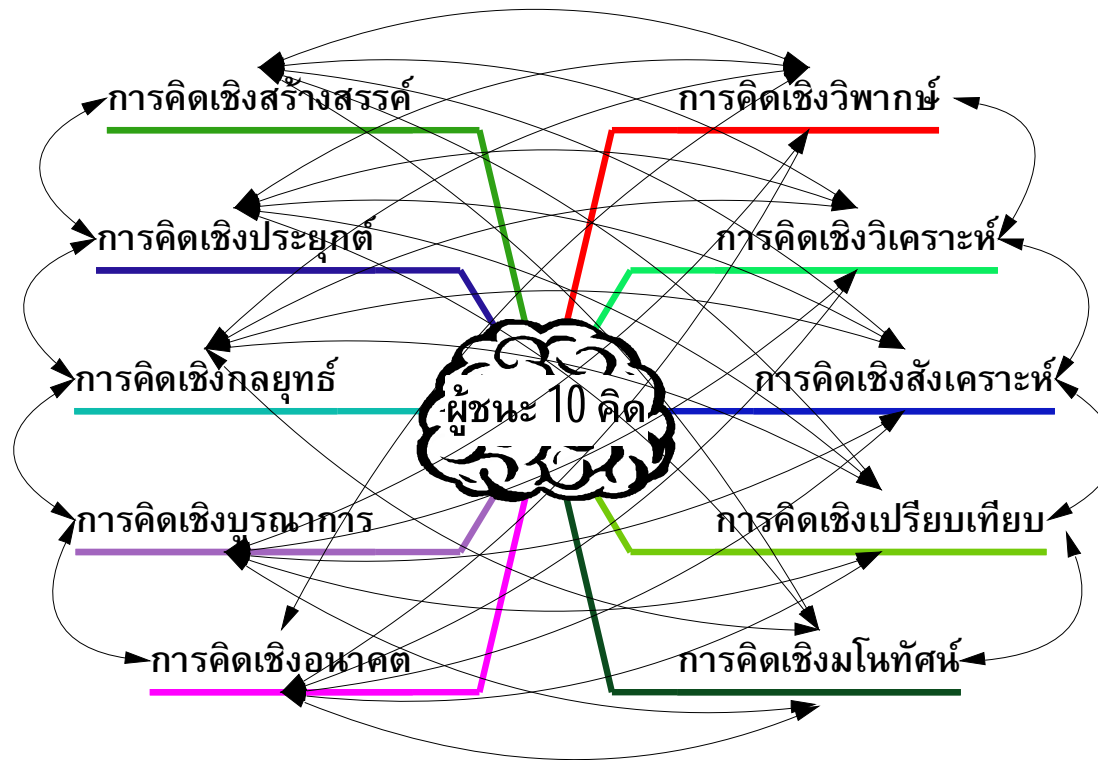 การคิดเชิงสร้างสรรค์
การคิดเชิงวิพากษ์
การคิดเชิงประยุกต์
การคิดเชิงวิเคราะห์
การคิดเชิงกลยุทธ์
ผู้ชนะ 10 คิด
การคิดเชิงสังเคราะห์
การคิดเชิงบูรณาการ
การคิดเชิงเปรียบเทียบ
การคิดเชิงอนาคต
การคิดเชิงมโนทัศน์